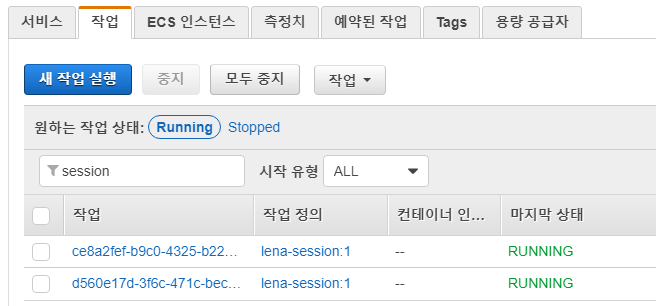 서비스 작업 ECS 인스턴스 측정치 예약된 작업 Tags 용량 공급자
새 작업 실행 중지 모두 중지 작업
원하는 작업 상태: Running Stopped
session 시작 유형 ALL
작업 작업 정의 컨테이너 인... 마지막 상태
ce8a2fef-b9c0-4325-b22... lena-session:1 -- RUNNING
d560e17d-3f6c-471c-bec... lena-session:1 -- RUNNING